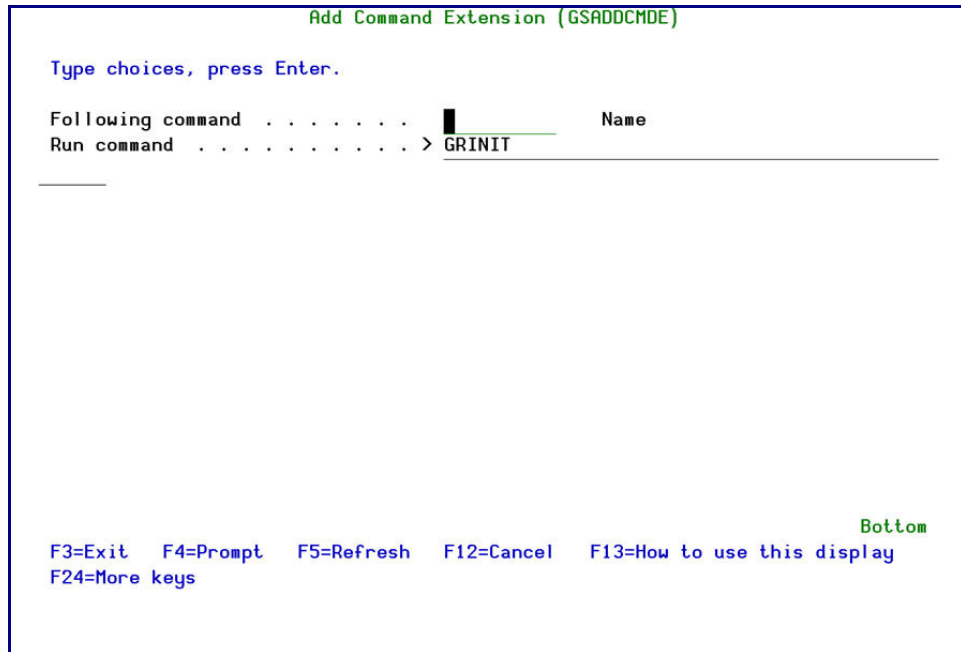 Add Command Extension (GSADDCMDE)
Type choices, press Enter.
Following command . . . . . . . Name
Run command . . . . . . . . . . > GRINIT
Bottom
F3=Exit F4=Prompt F5=Refresh F12=Cancel F13=How to use this display
F24=More keys